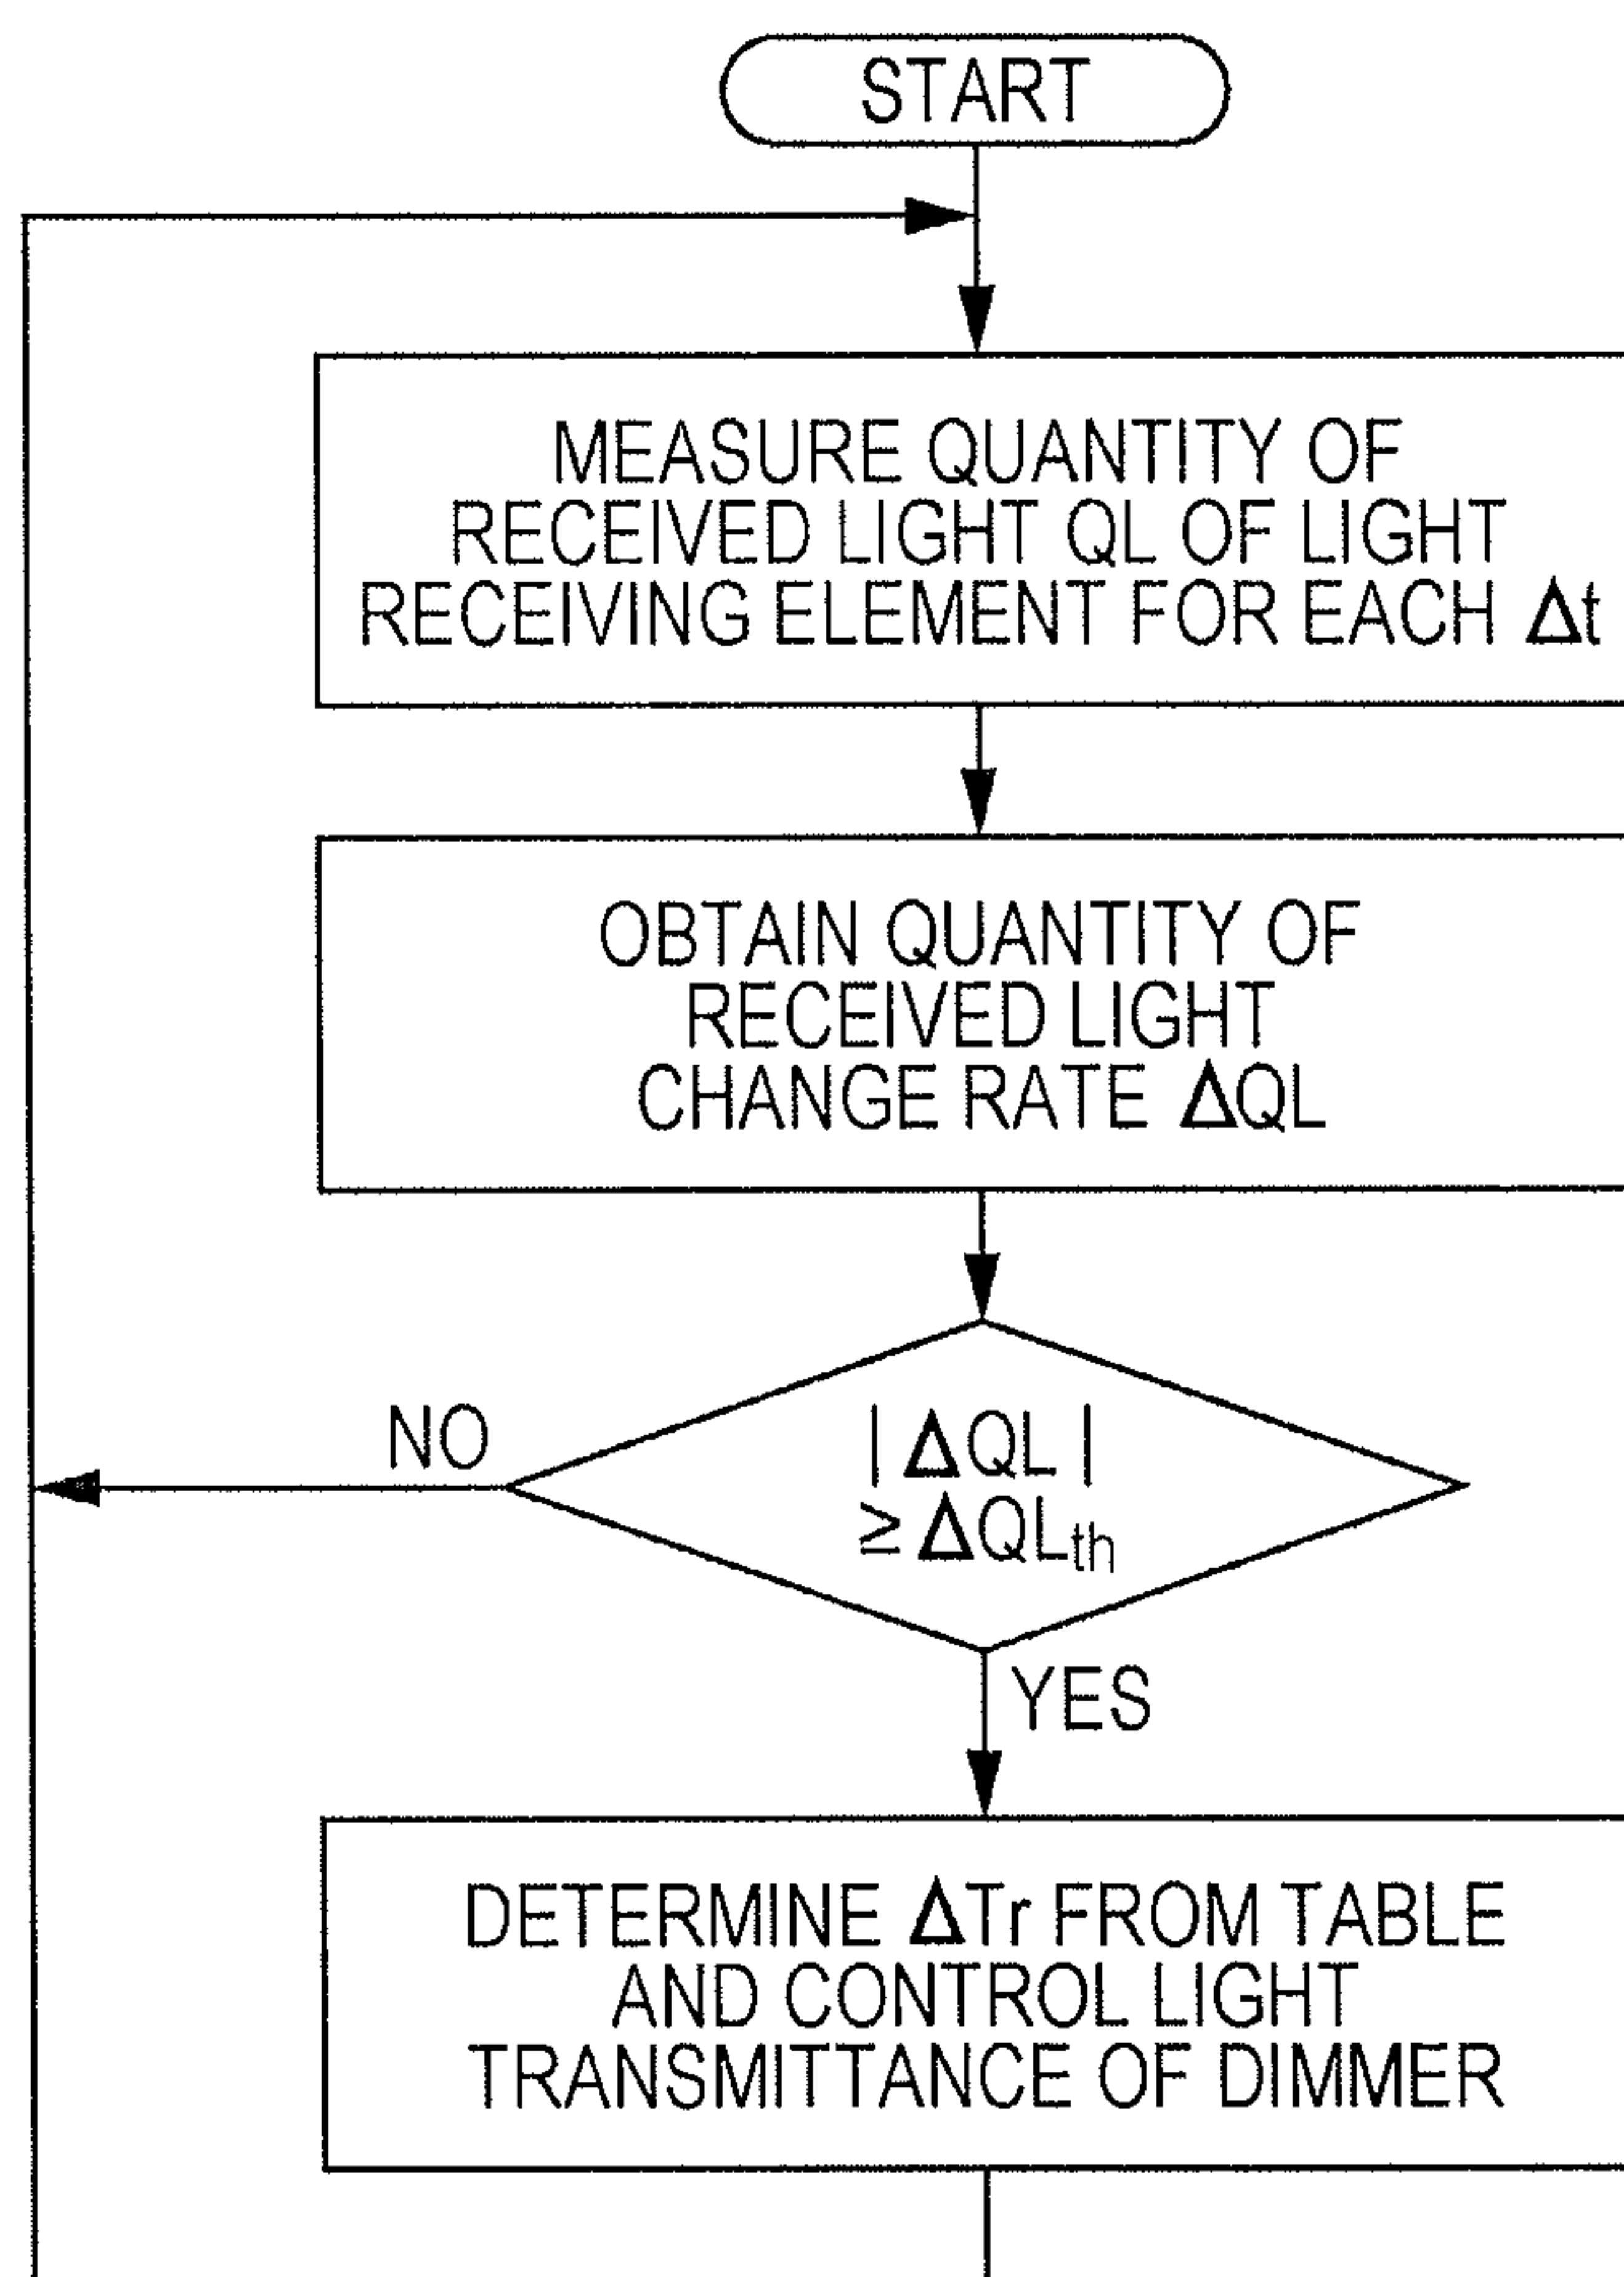 START
MEASURE QUANTITY OF
RECEIVED LIGHT QL OF LIGHT
RECEIVING ELEMENT FOR EACH Δt
OBTAIN QUANTITY OF
RECEIVED LIGHT
CHANGE RATE ΔQL
NO
| ΔQL |
≥ ΔQLth
YES
DETERMINE ΔTr FROM TABLE
AND CONTROL LIGHT
TRANSMITTANCE OF DIMMER